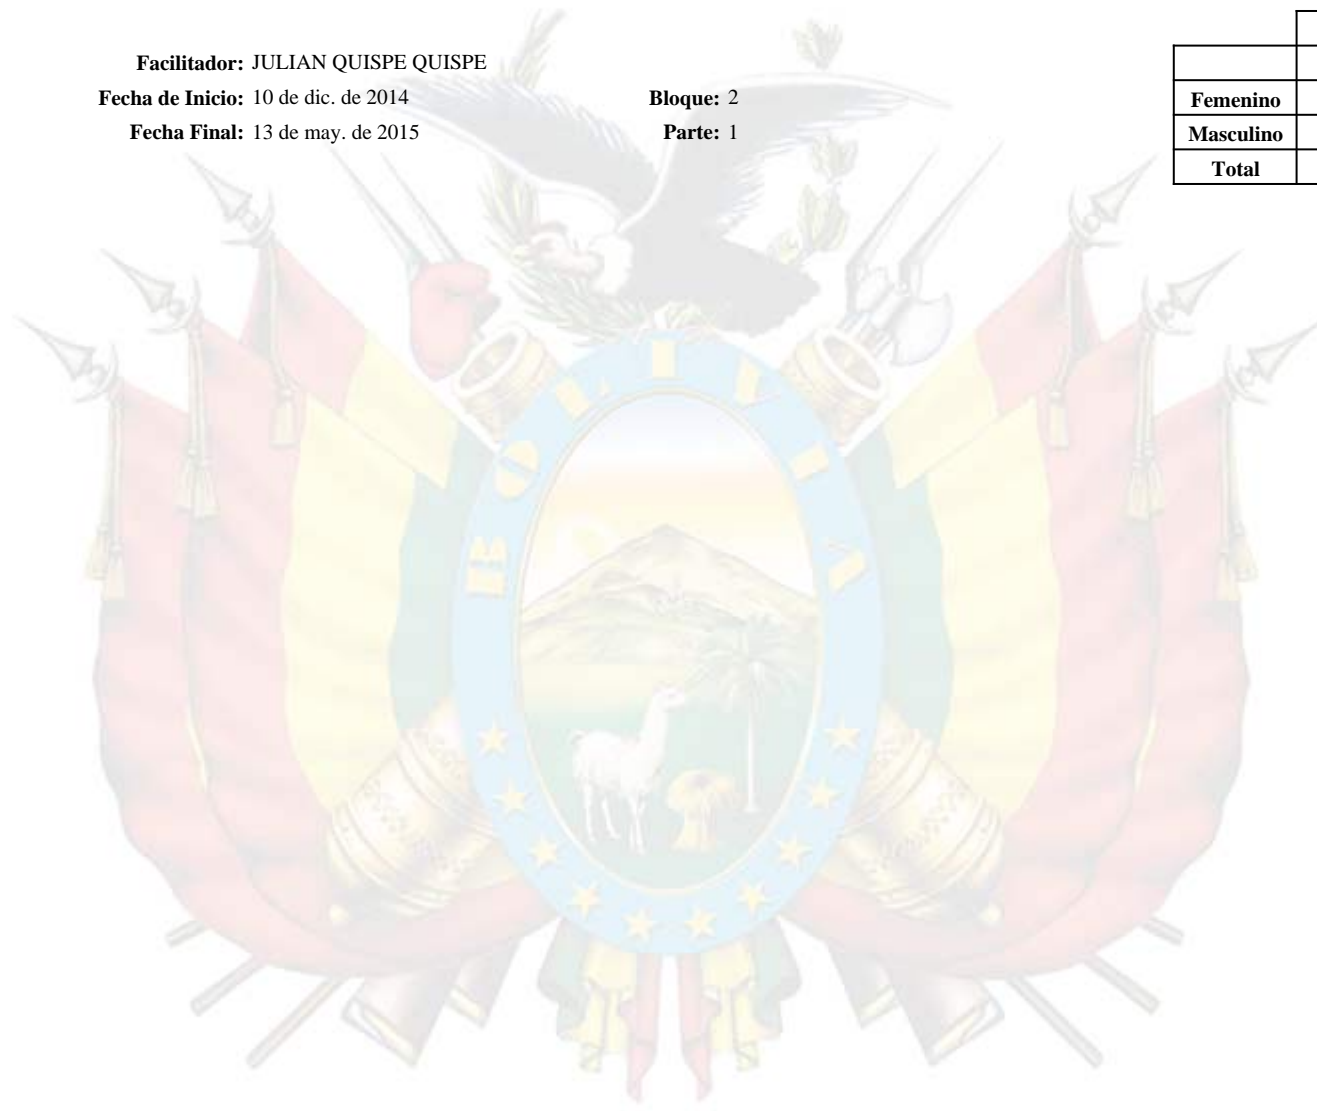 Facilitador: JULIAN QUISPE QUISPE
Fecha de Inicio: 10 de dic. de 2014 Bloque: 2
Fecha Final: 13 de may. de 2015 Parte: 1
Femenino
Masculino
Total
BOLIVIA